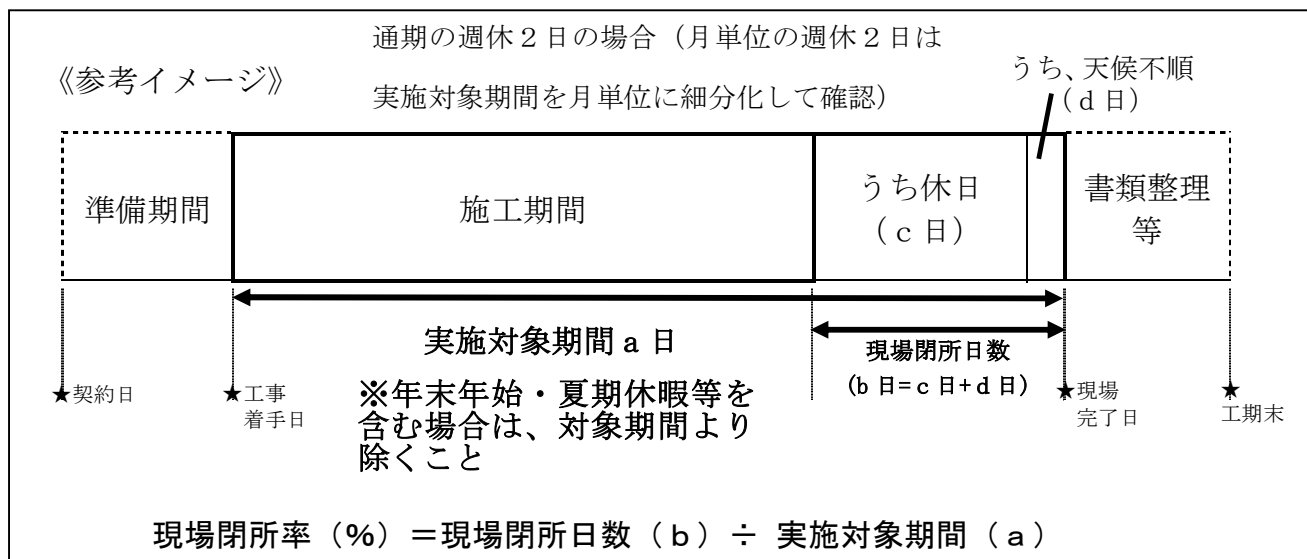 通期の週休２日の場合（月単位の週休２日は
《参考イメージ》
実施対象期間を月単位に細分化して確認）
うち、天候不順
（ｄ日）
準備期間
施工期間
うち休日
（ｃ日）
書類整理
等
実施対象期間 a 日
※年末年始・夏期休暇等を
含む場合は、対象期間より
除くこと
現場閉所日数
(ｂ日＝ｃ日＋ｄ日)
★契約日
★工事
着手日
★現場
完了日
★
工期末
現場閉所率（％）＝現場閉所日数（ｂ）÷ 実施対象期間（ａ）